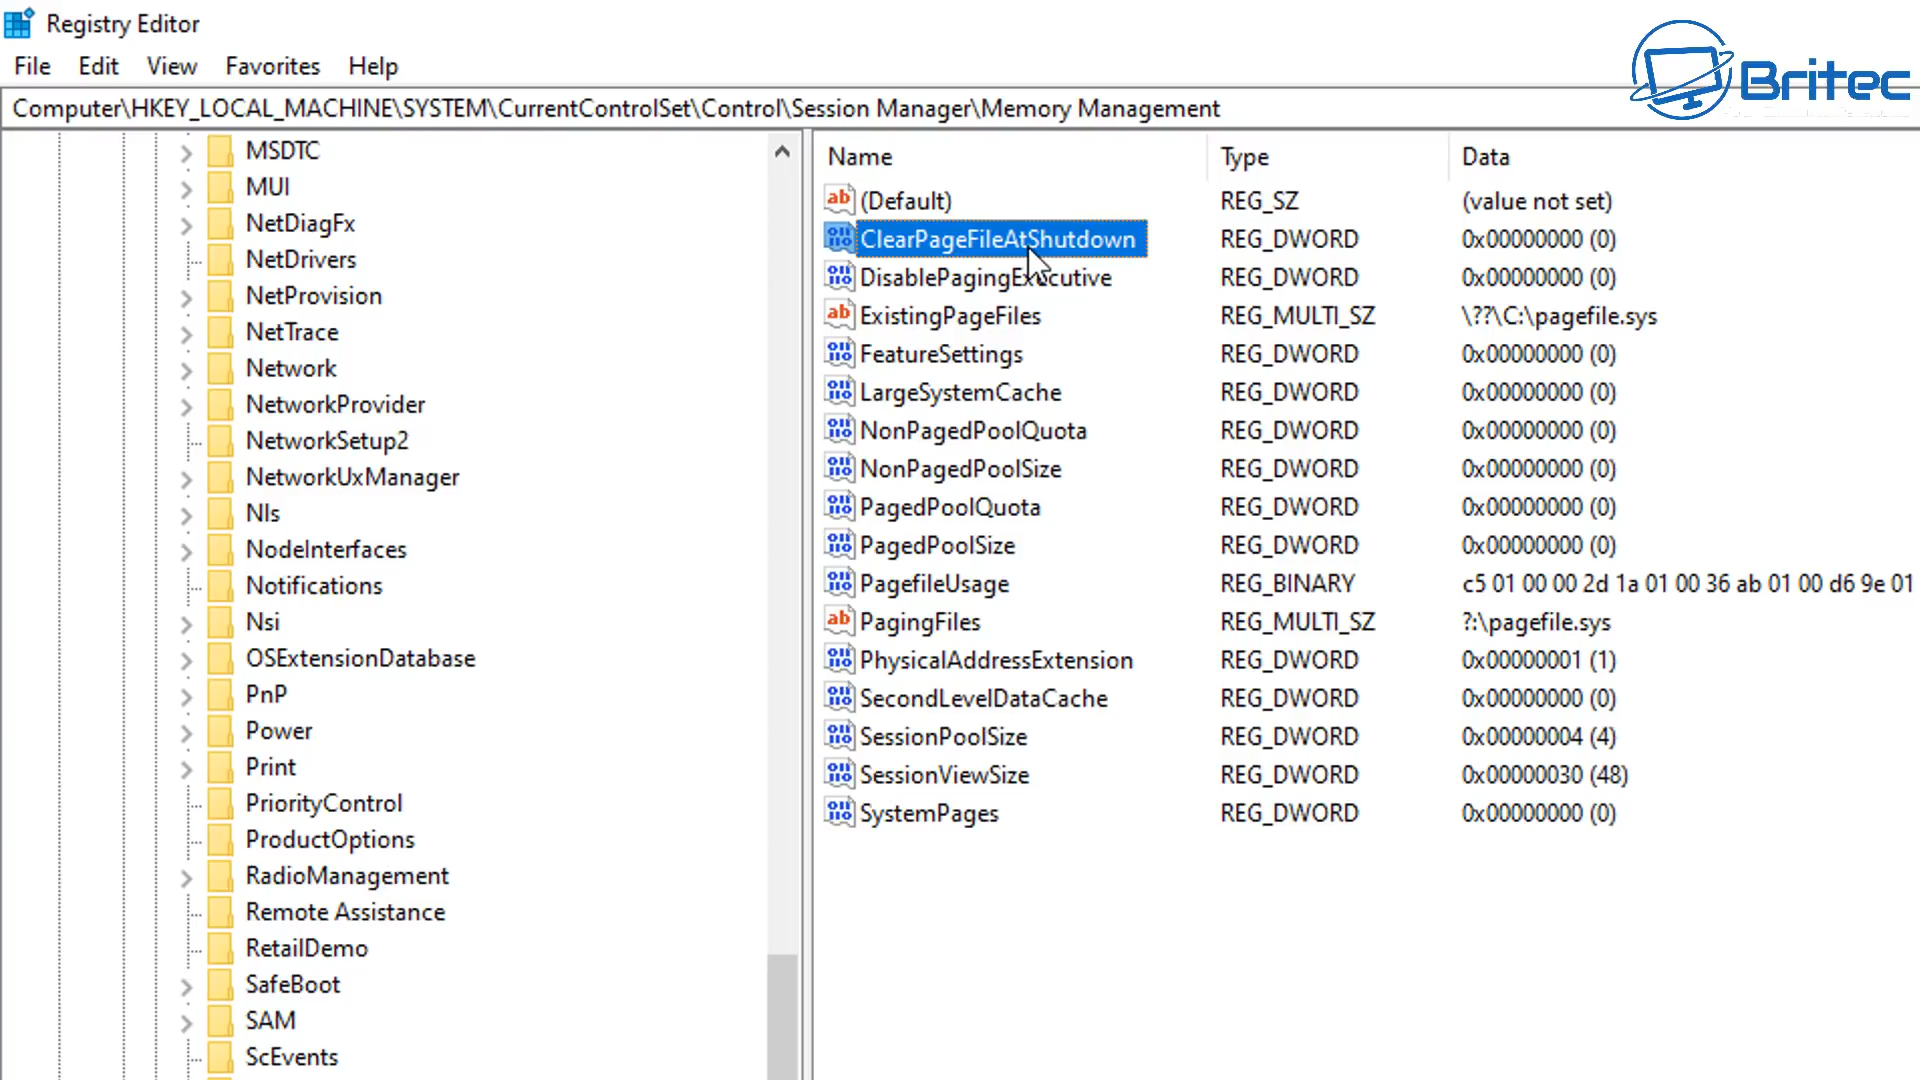 Registry Editor
Britec
File Edit View Favorites Help
Computer\HKEY_LOCAL_MACHINE\SYSTEM\CurrentControlSet\Control\Session Manager\Memory Management
MSDTC
MUI
NetDiagFx
NetDrivers
NetProvision
NetTrace
Network
NetworkProvider
NetworkSetup2
NetworkUxManager
Nls
NodeInterfaces
Notifications
Nsi
OSExtensionDatabase
PnP
Power
Print
PriorityControl
ProductOptions
RadioManagement
Remote Assistance
RetailDemo
SafeBoot
SAM
ScEvents
Name Type Data
(Default) REG_SZ (value not set)
ClearPageFileAtShutdown REG_DWORD 0x00000000 (0)
DisablePagingExecutive REG_DWORD 0x00000000 (0)
ExistingPageFiles REG_MULTI_SZ \??\C:\pagefile.sys
FeatureSettings REG_DWORD 0x00000000 (0)
LargeSystemCache REG_DWORD 0x00000000 (0)
NonPagedPoolQuota REG_DWORD 0x00000000 (0)
NonPagedPoolSize REG_DWORD 0x00000000 (0)
PagedPoolQuota REG_DWORD 0x00000000 (0)
PagedPoolSize REG_DWORD 0x00000000 (0)
PagefileUsage REG_BINARY c5 01 00 00 2d 1a 01 00 36 ab 01 00 d6 9e 01
PagingFiles REG_MULTI_SZ ?:\pagefile.sys
PhysicalAddressExtension REG_DWORD 0x00000001 (1)
SecondLevelDataCache REG_DWORD 0x00000000 (0)
SessionPoolSize REG_DWORD 0x00000004 (4)
SessionViewSize REG_DWORD 0x00000030 (48)
SystemPages REG_DWORD 0x00000000 (0)